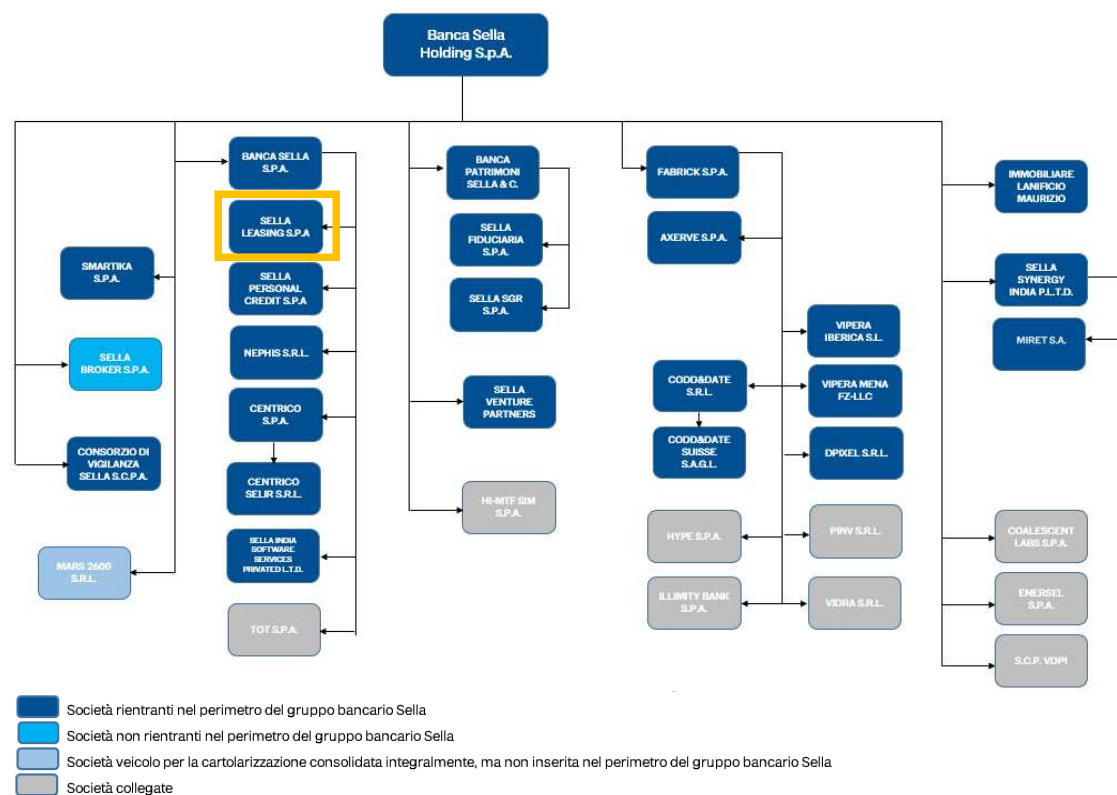 Banca Sella
Holding S.p.A.
BANCA SELLA
S.P.A.
SELLA
LEASING S.P.A
SMARTIKA
S.P.A.
SELLA
PERSONAL
CREDIT S.P.A
SELLA
BROKER S.P.A.
NEPHIS S.R.L.
CENTRICO
S.P.A.
CONSORZIO DI
VIGILANZA
SELLA S.C.P.A.
CENTRICO
SELIR S.R.L.
MARS 2600
S.R.L.
SELLA INDIA
SOFTWARE
SERVICES
PRIVATED L.T.D.
TOT S.P.A.
BANCA
PATRIMONI
SELLA & C.
SELLA
FIDUCIARIA
S.P.A.
SELLA SGR
S.P.A.
SELLA
VENTURE
PARTNERS
HI-MTF SIM
S.P.A.
FABRICK S.P.A.
AXERVE S.P.A.
VIPERA
IBERICA S.L.
CODD&DATE
S.R.L.
VIPERA MENA
FZ-LLC
CODD&DATE
SUISSE
S.A.G.L.
DPIXEL S.R.L.
HYPE S.P.A.
PINV S.R.L.
ILLIMITY BANK
S.P.A.
VIDRA S.R.L.
IMMOBILIARE
LANIFICIO
MAURIZIO
SELLA
SYNERGY
INDIA P.L.T.D.
MIRET S.A.
COALESCENT
LABS S.P.A.
ENERSEL
S.P.A.
S.C.P. VDPI
Società rientranti nel perimetro del gruppo bancario Sella
Società non rientranti nel perimetro del gruppo bancario Sella
Società veicolo per la cartolarizzazione consolidata integralmente, ma non inserita nel perimetro del gruppo bancario Sella
Società collegate